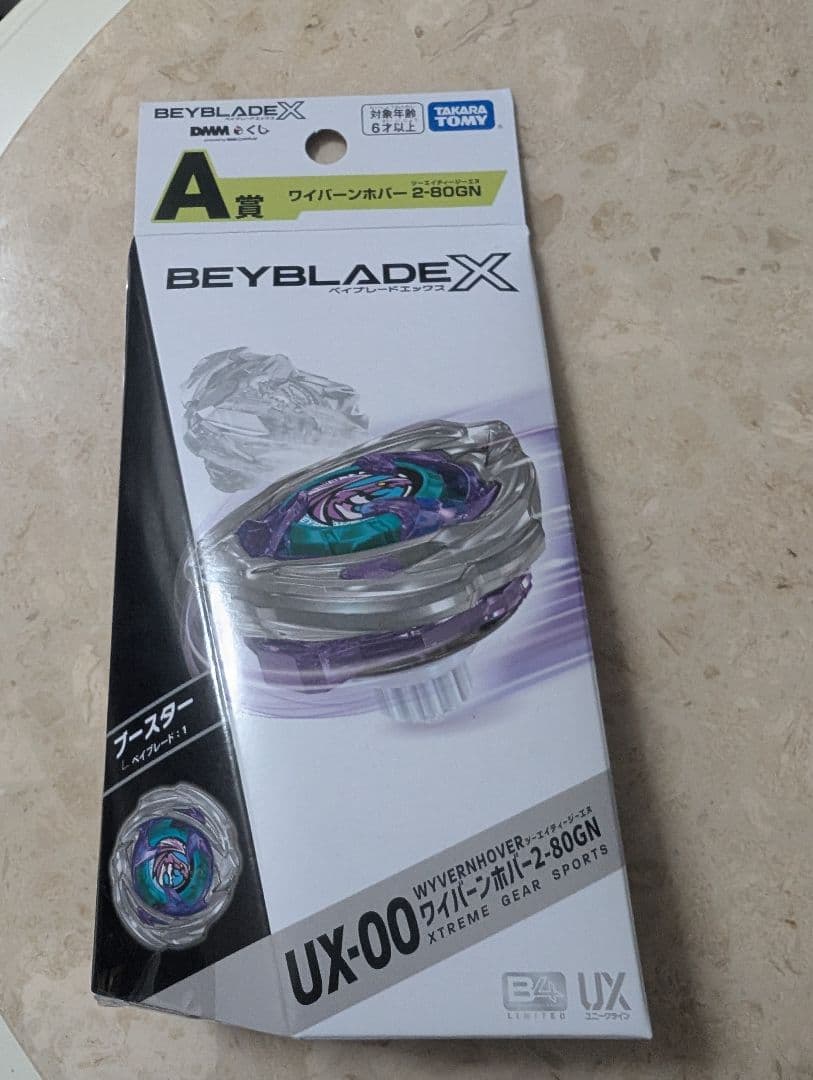 BEYBLADE X
ベイブレードエックス
DMMくじ
対象年齢
6才以上
TAKARA
TOMY
A賞
ツーエイティージーエヌ
ワイバーンホバー2-80GN
BEYBLADE X
ベイブレードエックス
ブースター
ベイブレード:1
UX-00
WYVERNHOVER
ツーエイティージーエヌ
ワイバーンホバー2-80GN
XTREME GEAR SPORTS
B4
LIMITED
UX
ユニークライン